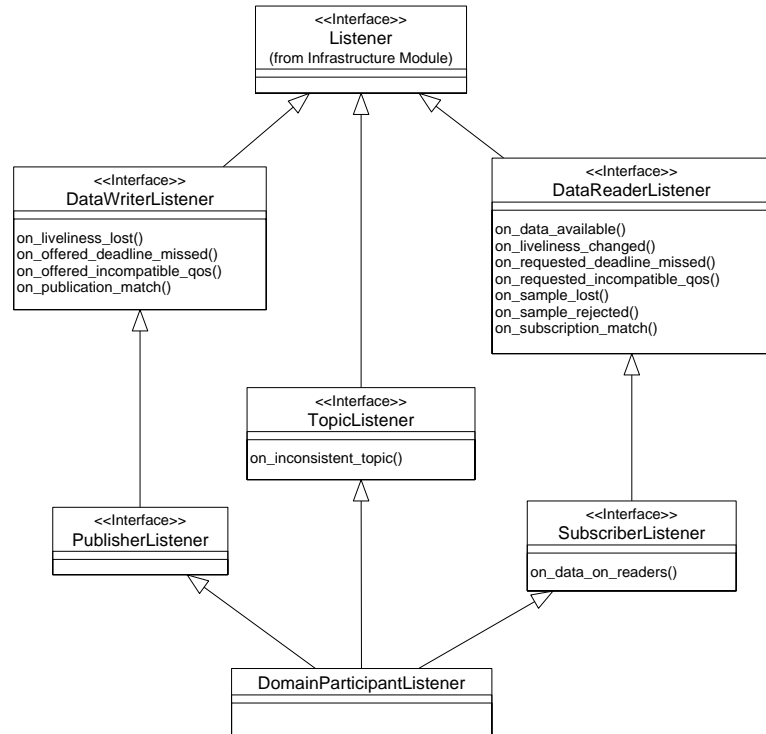 <<Interface>>
Listener
(from Infrastructure Module)
<<Interface>>
DataWriterListener
on_liveliness_lost()
on_offered_deadline_missed()
on_offered_incompatible_qos()
on_publication_match()
<<Interface>>
DataReaderListener
on_data_available()
on_liveliness_changed()
on_requested_deadline_missed()
on_requested_incompatible_qos()
on_sample_lost()
on_sample_rejected()
on_subscription_match()
<<Interface>>
TopicListener
on_inconsistent_topic()
<<Interface>>
PublisherListener
<<Interface>>
SubscriberListener
on_data_on_readers()
DomainParticipantListener